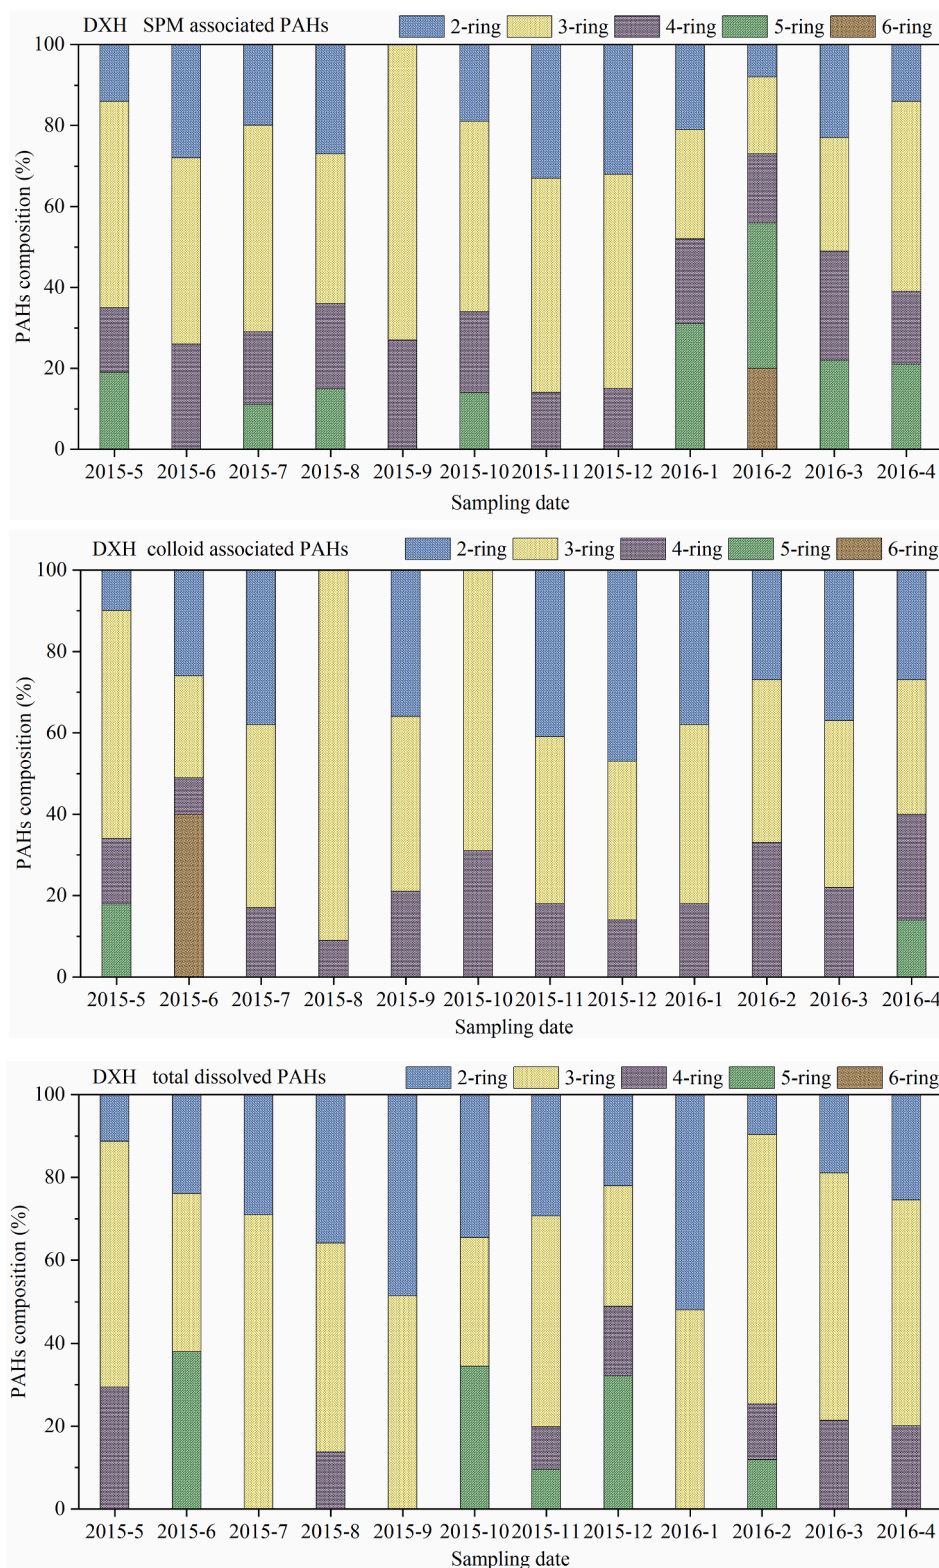 DXH SPM associated PAHs 2-ring 3-ring 4-ring 5-ring 6-ring
100
80
60
40
20
0
PAHs composition (%)
2015-5 2015-6 2015-7 2015-8 2015-9 2015-10 2015-11 2015-12 2016-1 2016-2 2016-3 2016-4
Sampling date
DXH colloid associated PAHs 2-ring 3-ring 4-ring 5-ring 6-ring
100
80
60
40
20
0
PAHs composition (%)
2015-5 2015-6 2015-7 2015-8 2015-9 2015-10 2015-11 2015-12 2016-1 2016-2 2016-3 2016-4
Sampling date
DXH total dissolved PAHs 2-ring 3-ring 4-ring 5-ring 6-ring
100
80
60
40
20
0
PAHs composition (%)
2015-5 2015-6 2015-7 2015-8 2015-9 2015-10 2015-11 2015-12 2016-1 2016-2 2016-3 2016-4
Sampling date